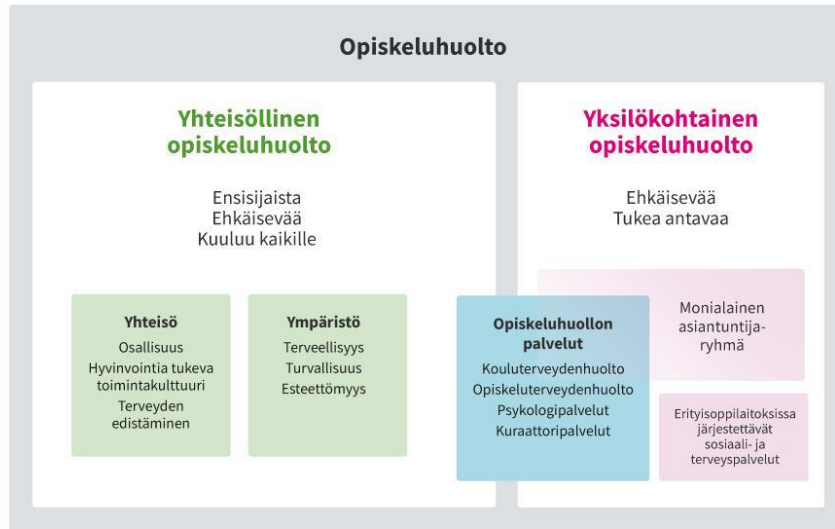 Opiskeluhuolto
Yhteisöllinen
opiskeluhuolto
Ensisijaista
Ehkäisevää
Kuuluu kaikille
Yhteisö
Osallisuus
Hyvinvointia tukeva
toimintakulttuuri
Terveyden
edistäminen
Ympäristö
Terveellisyys
Turvallisuus
Esteettömyys
Yksilökohtainen
opiskeluhuolto
Ehkäisevää
Tukea antavaa
Opiskeluhuollon
palvelut
Kouluterveydenhuolto
Opiskeluterveydenhuolto
Psykologipalvelut
Kuraattoripalvelut
Monialainen
asiantuntija-
ryhmä
Erityisoppilaitoksissa
järjestettävät
sosiaali- ja
terveyspalvelut